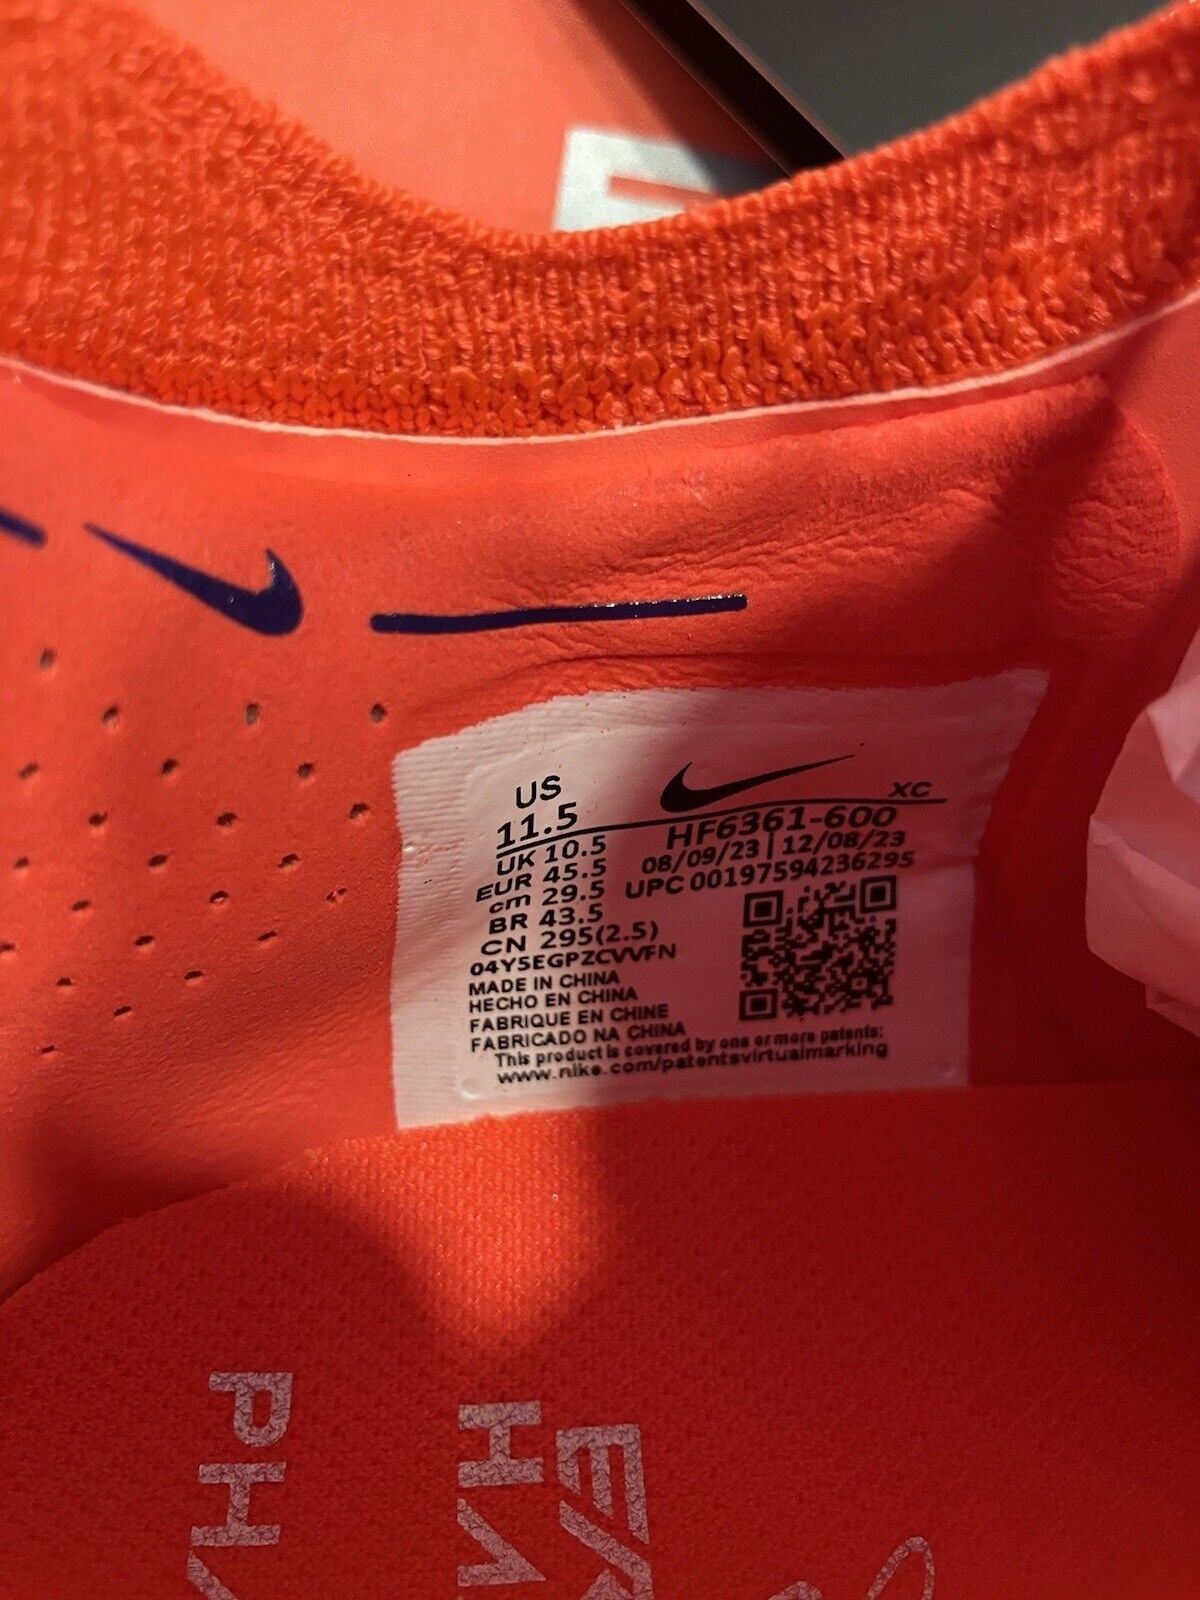 US
11.5
UK 10.5
EUR 45.5
cm 29.5
BR 43.5
CN 295(2.5)
XC
HF6361-600
08/09/23 | 12/08/23
UPC 00197594236295
MADE IN CHINA
HECHO EN CHINA
FABRIQUE EN CHINE
FABRICADO NA CHINA
This product is covered by one or more patents:
www.nike.com/patentsvirtualmarking